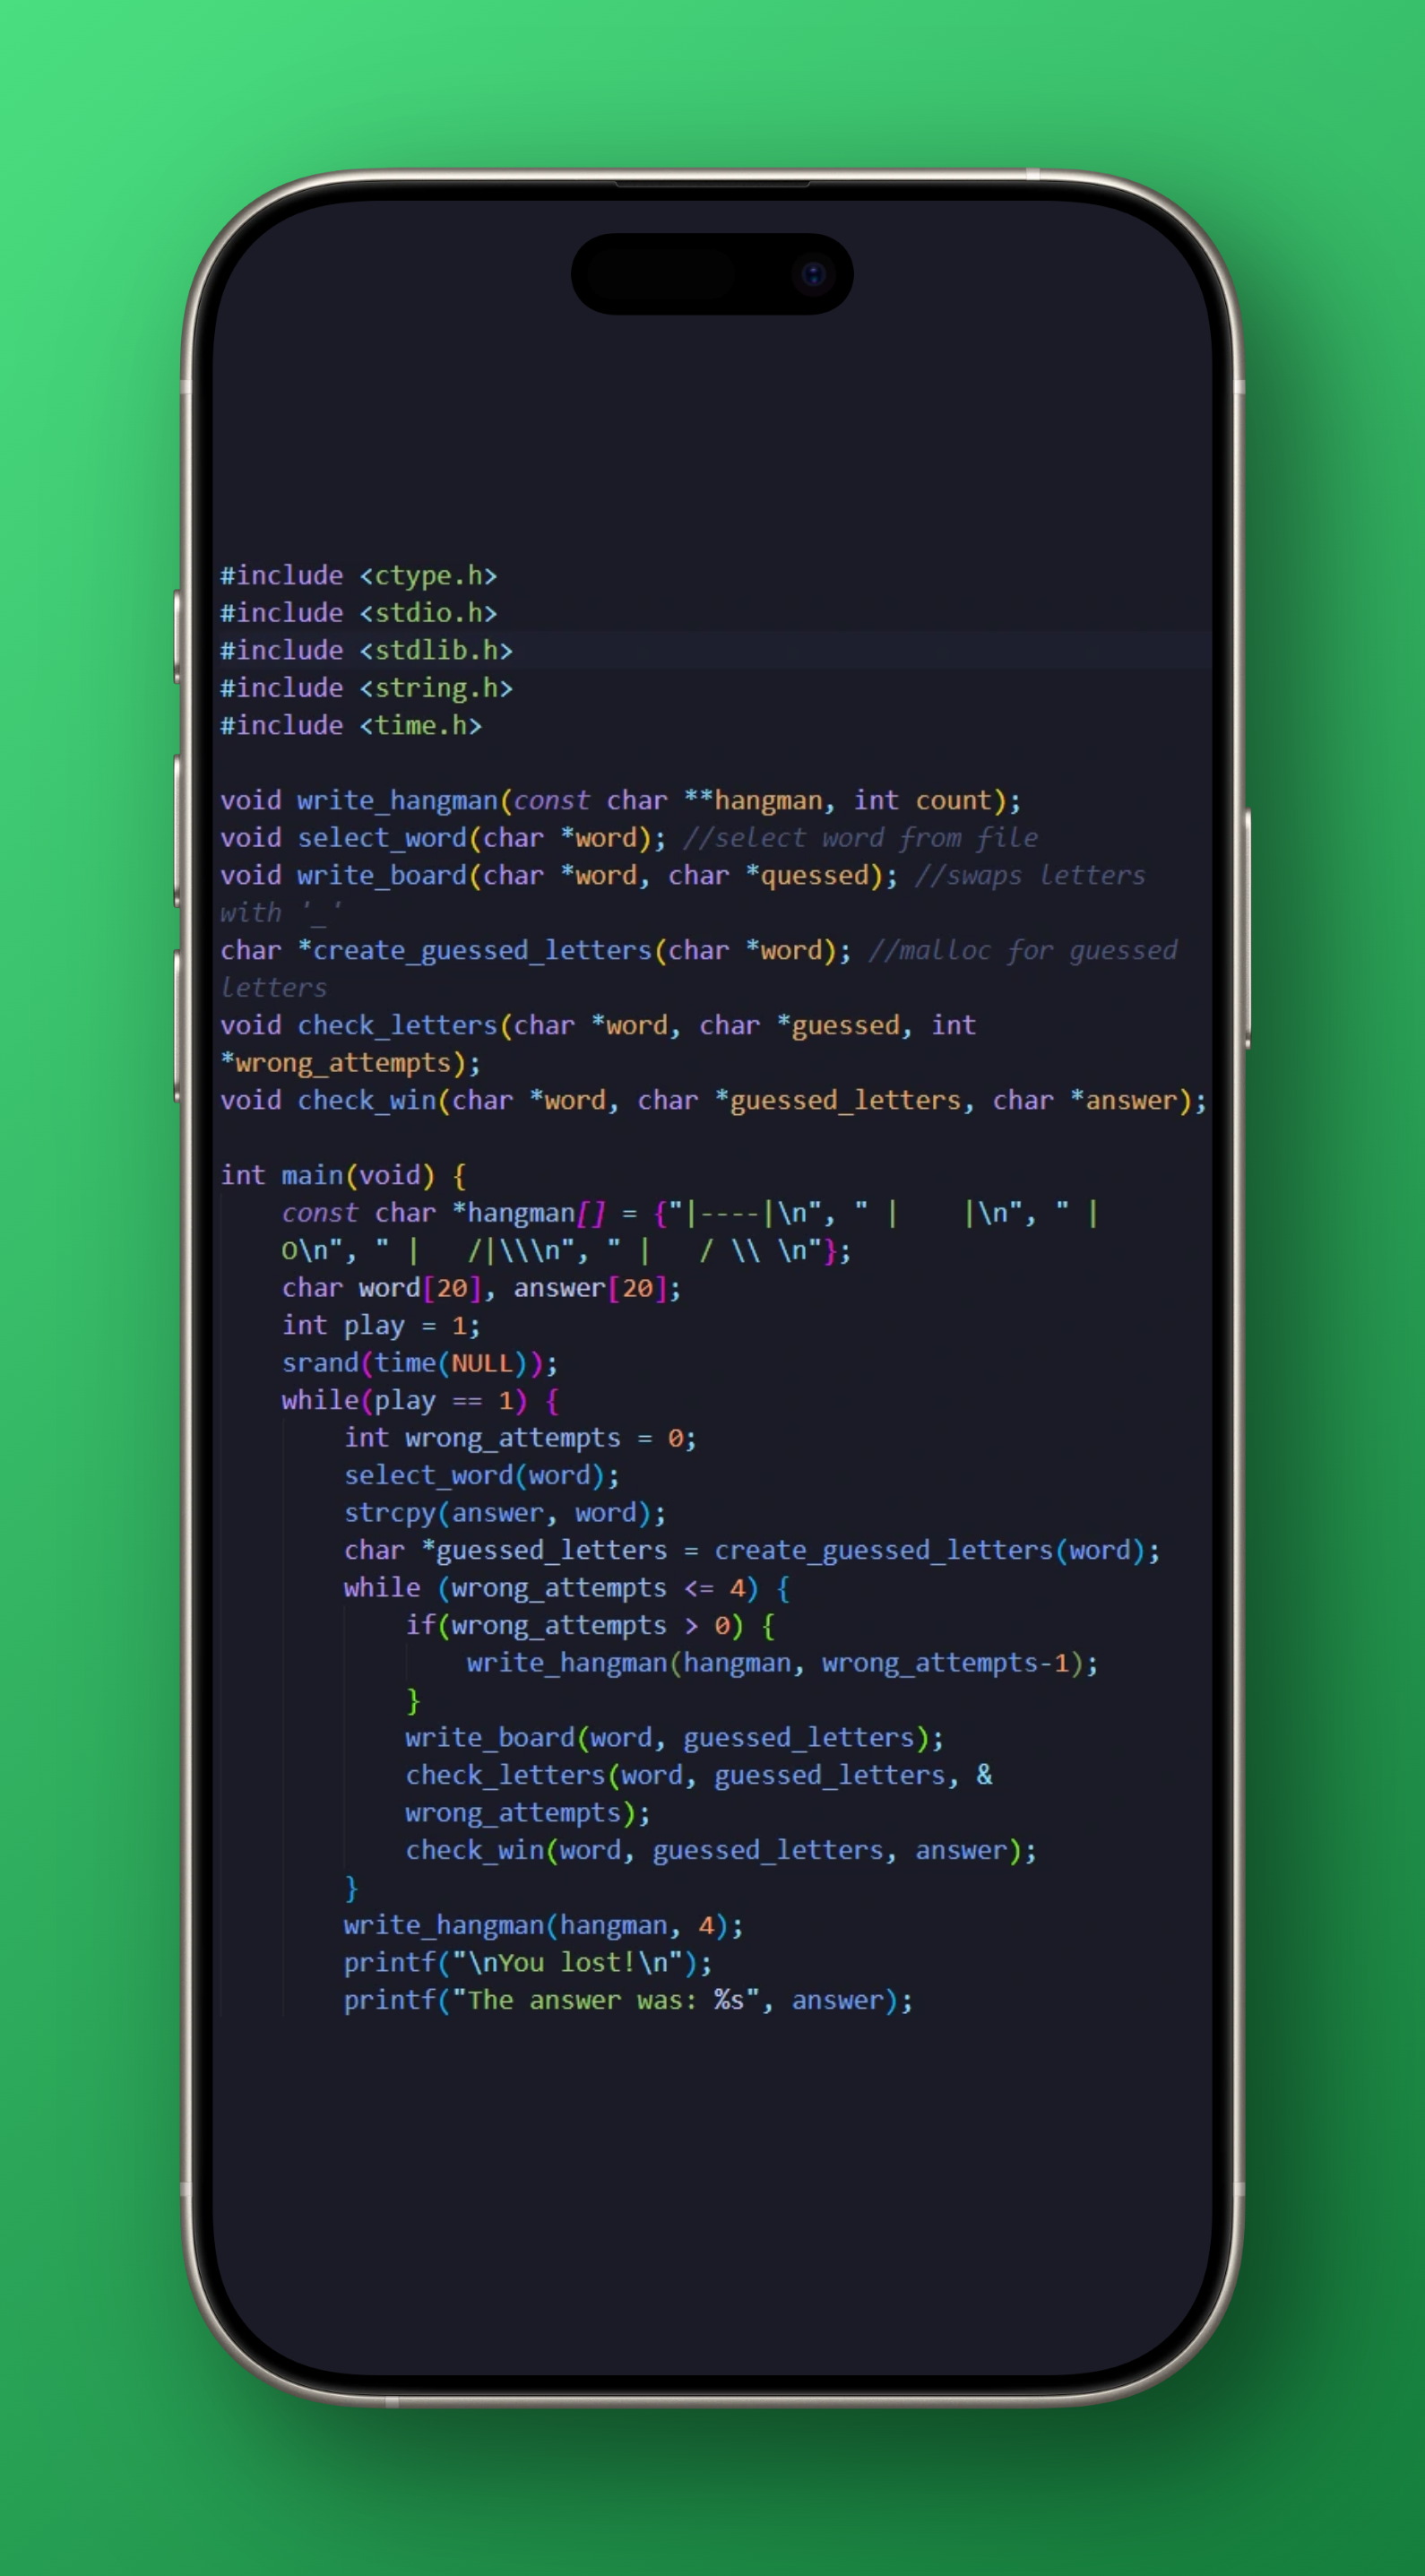 #include <ctype.h>
#include <stdio.h>
#include <stdlib.h>
#include <string.h>
#include <time.h>

void write_hangman(const char **hangman, int count);
void select_word(char *word); //select word from file
void write_board(char *word, char *quessed); //swaps letters
with '_'
char *create_guessed_letters(char *word); //malloc for guessed
letters
void check_letters(char *word, char *guessed, int
*wrong_attempts);
void check_win(char *word, char *guessed_letters, char *answer);

int main(void) {
    const char *hangman[] = {"|----|\n", " |    |\n", " |
    O\n", " |   /|\\\n", " |   / \\ \n"};
    char word[20], answer[20];
    int play = 1;
    srand(time(NULL));
    while(play == 1) {
        int wrong_attempts = 0;
        select_word(word);
        strcpy(answer, word);
        char *guessed_letters = create_guessed_letters(word);
        while (wrong_attempts <= 4) {
            if(wrong_attempts > 0) {
                write_hangman(hangman, wrong_attempts-1);
            }
            write_board(word, guessed_letters);
            check_letters(word, guessed_letters, &
            wrong_attempts);
            check_win(word, guessed_letters, answer);
        }
        write_hangman(hangman, 4);
        printf("\nYou lost!\n");
        printf("The answer was: %s", answer);